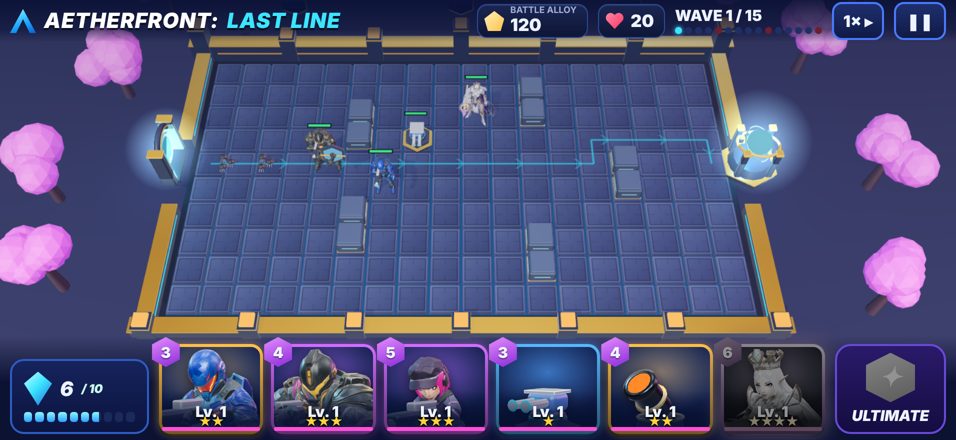 AETHERFRONT: LAST LINE
BATTLE ALLOY
120
20
WAVE 1 / 15
1×
6 / 10
3
Lv. 1
4
Lv. 1
5
Lv. 1
3
Lv. 1
4
Lv. 1
6
Lv. 1
ULTIMATE